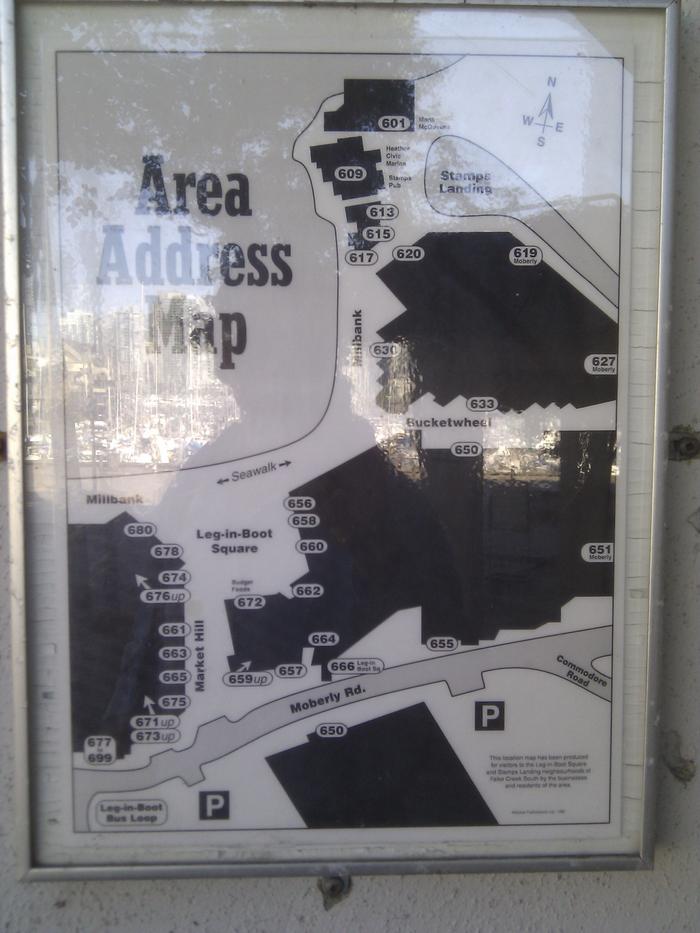 Area
Address
Map
N
W E
S
601
Heather
Civic
Marina
609
Stamps
Pub
Stamps
Landing
613
615
617
620
619
Moberly
Millbank
630
627
Moberly
633
Bucketwheel
650
Seawalk
Millbank
656
658
660
Leg-in-Boot
Square
680
678
674
676up
651
Moberly
Budget
Foods
672
662
661
663
665
675
Market Hill
664
655
659up
657
666 Leg-in
Boot Sq
671up
673up
677
to
699
Moberly Rd.
Commodore
Road
650
P
P
Leg-in-Boot
Bus Loop
This location map has been produced
for visitors to the Leg-in-Boot Square
and Stamps Landing neighbourhoods of
False Creek South by the businesses
and residents of the area.